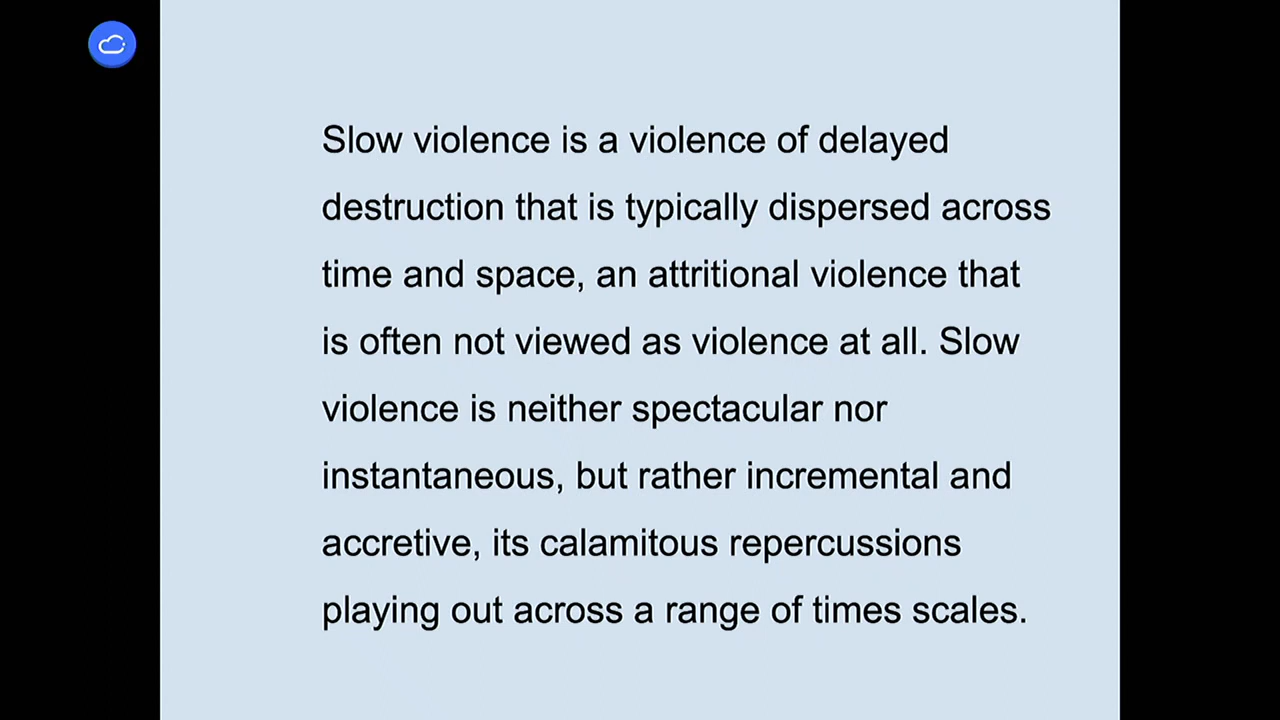 Slow violence is a violence of delayed
destruction that is typically dispersed across
time and space, an attritional violence that
is often not viewed as violence at all. Slow
violence is neither spectacular nor
instantaneous, but rather incremental and
accretive, its calamitous repercussions
playing out across a range of times scales.